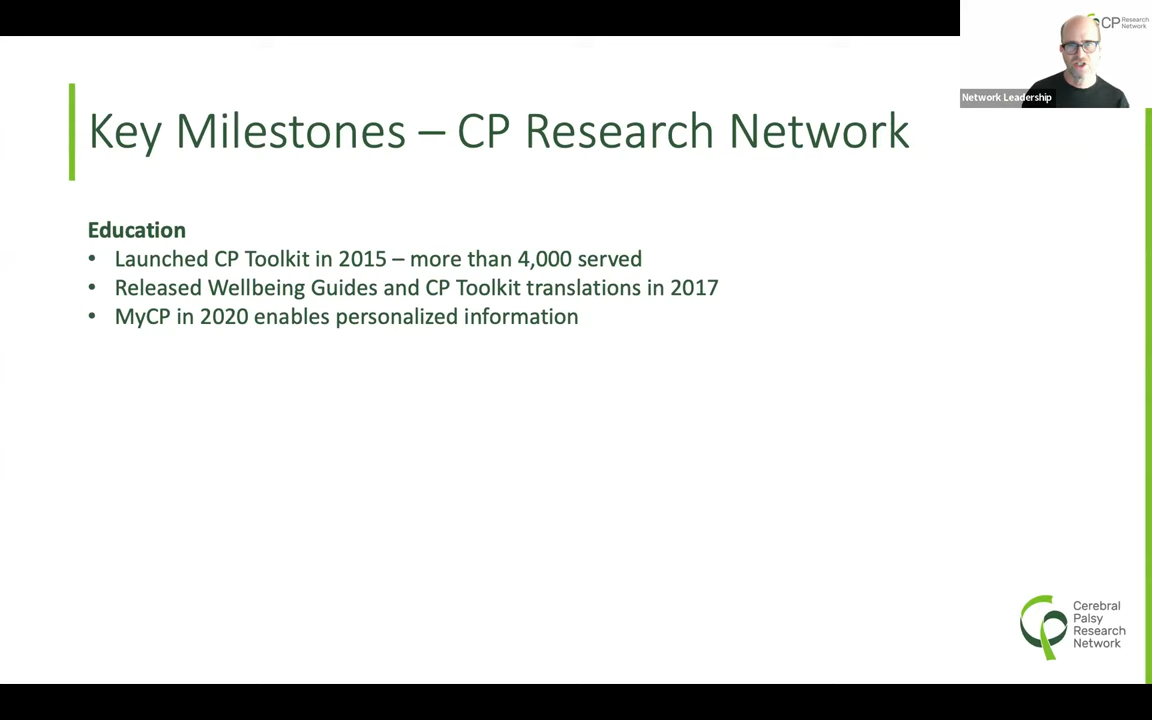 CP Research
Network
Network Leadership
Key Milestones – CP Research Network
Education
• Launched CP Toolkit in 2015 – more than 4,000 served
• Released Wellbeing Guides and CP Toolkit translations in 2017
• MyCP in 2020 enables personalized information
Cerebral
Palsy
Research
Network